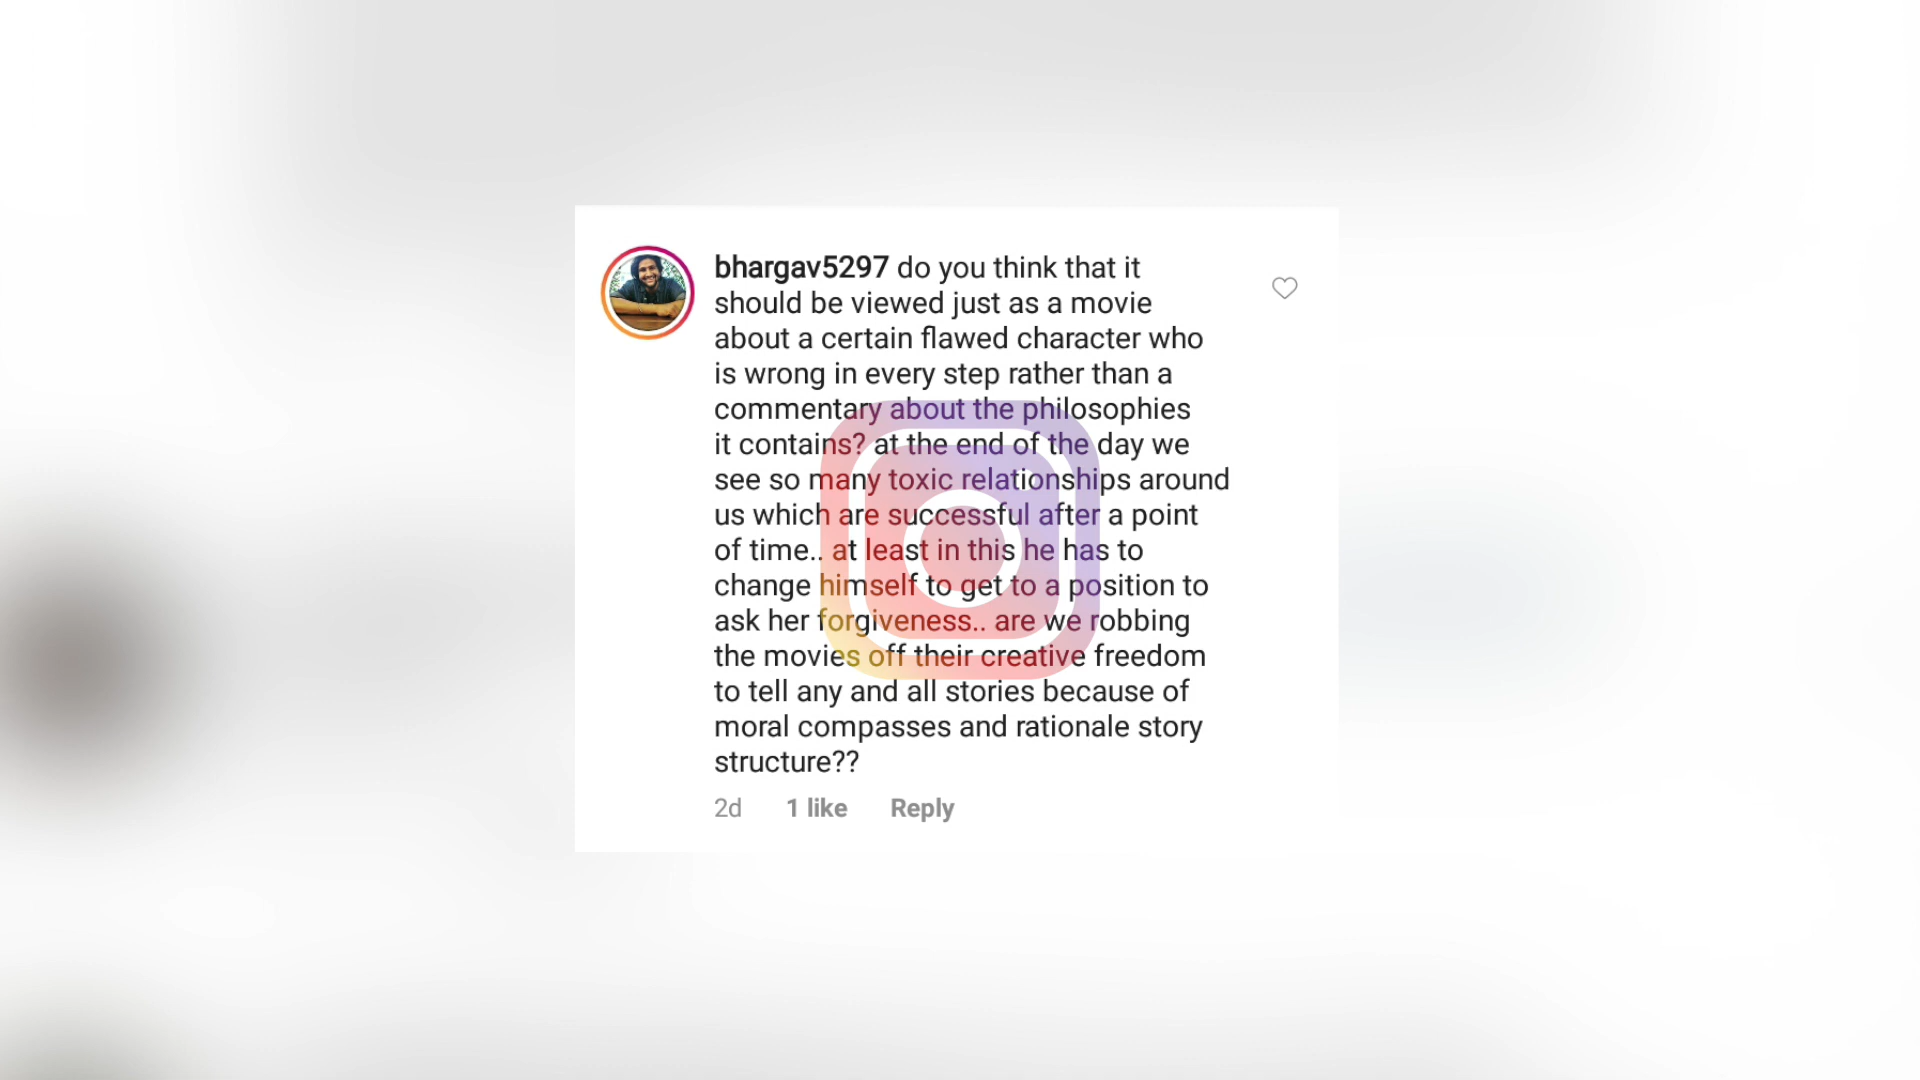 bhargav5297 do you think that it
should be viewed just as a movie
about a certain flawed character who
is wrong in every step rather than a
commentary about the philosophies
it contains? at the end of the day we
see so many toxic relationships around
us which are successful after a point
of time.. at least in this he has to
change himself to get to a position to
ask her forgiveness.. are we robbing
the movies off their creative freedom
to tell any and all stories because of
moral compasses and rationale story
structure??
2d 1 like Reply